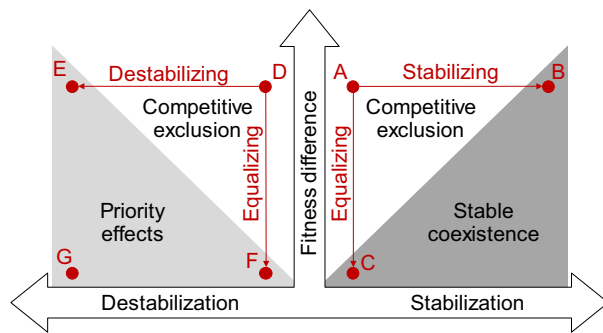 E
Destabilizing
D
A
Stabilizing
B
Competitive
exclusion
Competitive
exclusion
Equalizing
Fitness difference
Equalizing
Priority
effects
Stable
coexistence
G
F
C
Destabilization
Stabilization